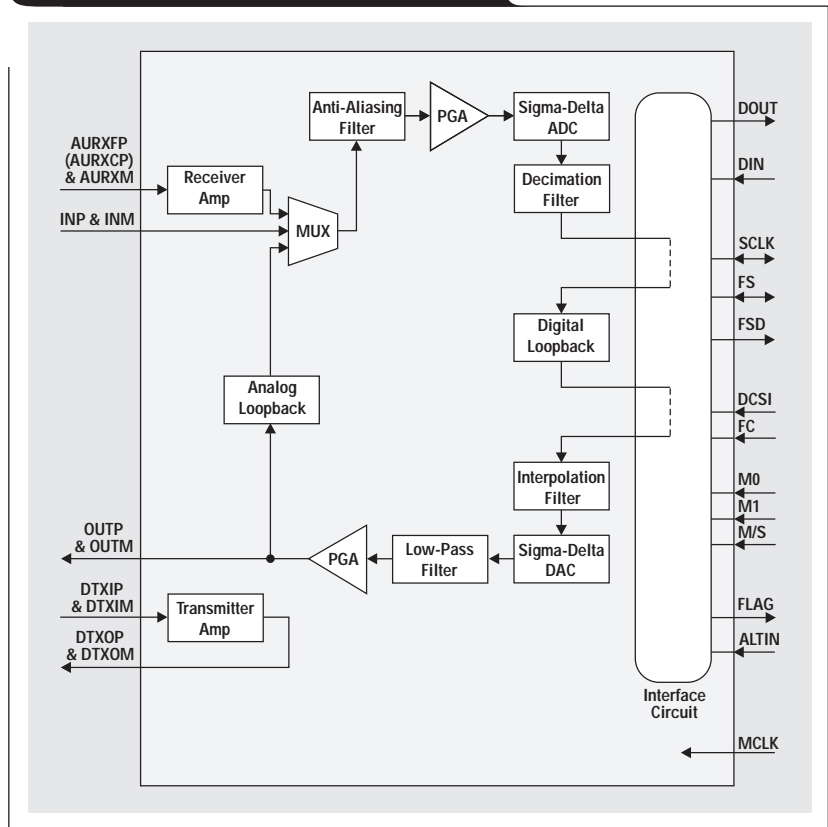 Anti-Aliasing
Filter
PGA
Sigma-Delta
ADC
DOUT
AURXFP
(AURXCP)
& AURXM
Receiver
Amp
Decimation
Filter
DIN
INP & INM
MUX
SCLK
FS
Digital
Loopback
FSD
Analog
Loopback
DCSI
FC
Interpolation
Filter
M0
M1
M/S
OUTP
& OUTM
PGA
Low-Pass
Filter
Sigma-Delta
DAC
DTXIP
& DTXIM
Transmitter
Amp
FLAG
DTXOP
& DTXOM
ALTIN
Interface
Circuit
MCLK